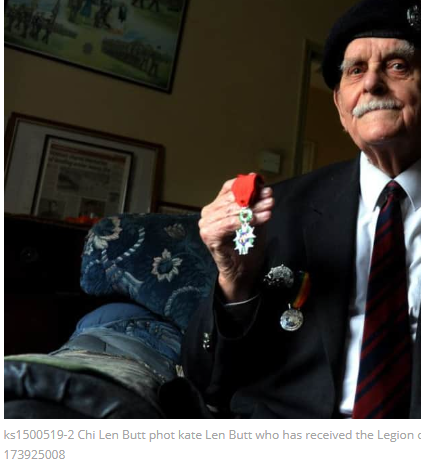 ks1500519-2 Chi Len Butt phot kate Len Butt who has received the Legion
173925008